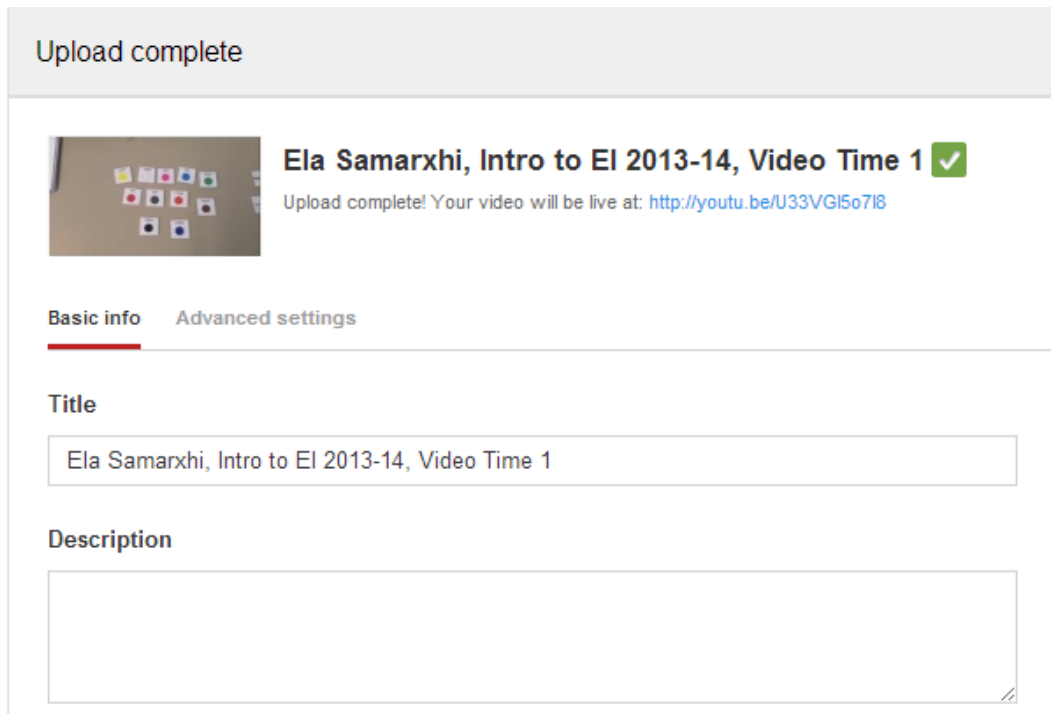 Upload complete
Ela Samarxhi, Intro to EI 2013-14, Video Time 1
Upload complete! Your video will be live at: http://youtu.be/U33VGI5o7I8
Basic info Advanced settings
Title
Ela Samarxhi, Intro to EI 2013-14, Video Time 1
Description